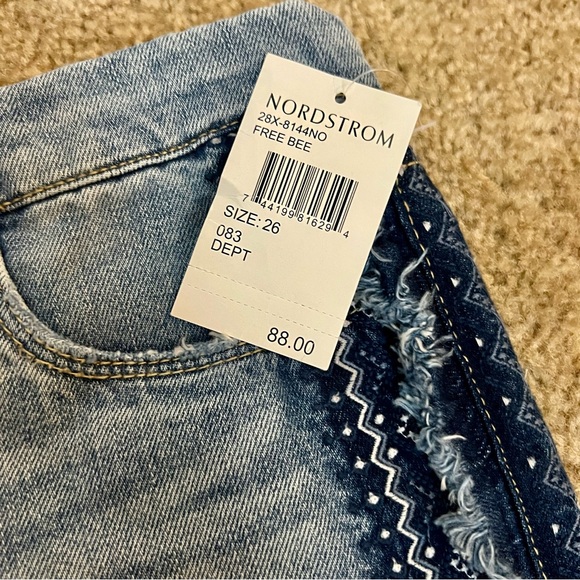 NORDSTROM
28X-8144NO
FREE BEE
7 44199 81629 4
SIZE: 26
083
DEPT
88.00